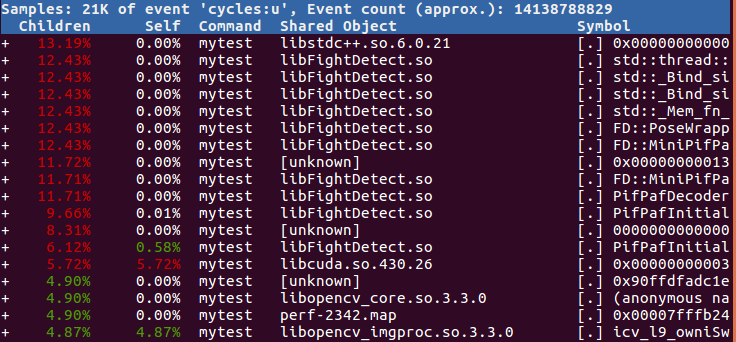 Samples: 21K of event 'cycles:u', Event count (approx.): 14138788829
Children Self Command Shared Object Symbol
+ 13.19% 0.00% mytest libstdc++.so.6.0.21 [.] 0x00000000000
+ 12.43% 0.00% mytest libFightDetect.so [.] std::thread::
+ 12.43% 0.00% mytest libFightDetect.so [.] std::_Bind_si
+ 12.43% 0.00% mytest libFightDetect.so [.] std::_Bind_si
+ 12.43% 0.00% mytest libFightDetect.so [.] std::_Mem_fn_
+ 12.43% 0.00% mytest libFightDetect.so [.] FD::PoseWrapp
+ 12.43% 0.00% mytest libFightDetect.so [.] FD::MiniPifPa
+ 11.72% 0.00% mytest [unknown] [.] 0x00000000013
+ 11.71% 0.00% mytest libFightDetect.so [.] FD::MiniPifPa
+ 11.71% 0.00% mytest libFightDetect.so [.] PifPafDecoder
+ 9.66% 0.01% mytest libFightDetect.so [.] PifPafInitial
+ 8.31% 0.00% mytest [unknown] [.] 0000000000000
+ 6.12% 0.58% mytest libFightDetect.so [.] PifPafInitial
+ 5.72% 5.72% mytest libcuda.so.430.26 [.] 0x00000000003
+ 4.90% 0.00% mytest [unknown] [.] 0x90ffdfadc1e
+ 4.90% 0.00% mytest libopencv_core.so.3.3.0 [.] (anonymous na
+ 4.90% 0.00% mytest perf-2342.map [.] 0x00007fffb24
+ 4.87% 4.87% mytest libopencv_imgproc.so.3.3.0 [.] icv_l9_owniSw